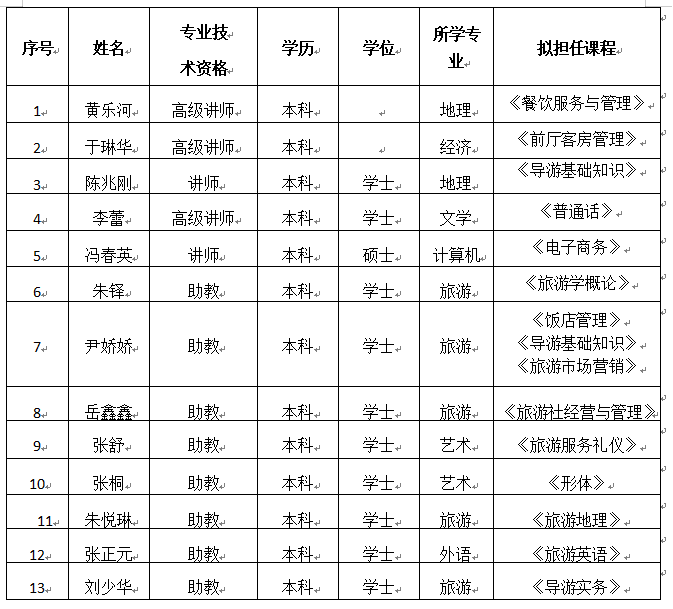 序号 姓名 专业技术资格 学历 学位 所学专业 拟担任课程
1 黄乐河 高级讲师 本科 地理 《餐饮服务与管理》
2 于琳华 高级讲师 本科 经济 《前厅客房管理》
3 陈兆刚 讲师 本科 学士 地理 《导游基础知识》
4 李蕾 高级讲师 本科 学士 文学 《普通话》
5 冯春英 讲师 本科 硕士 计算机 《电子商务》
6 朱铎 助教 本科 学士 旅游 《旅游学概论》
7 尹娇娇 助教 本科 学士 旅游 《饭店管理》
《导游基础知识》
《旅游市场营销》
8 岳鑫鑫 助教 本科 学士 旅游 《旅游社经营与管理》
9 张舒 助教 本科 学士 艺术 《旅游服务礼仪》
10 张桐 助教 本科 学士 艺术 《形体》
11 朱悦琳 助教 本科 学士 旅游 《旅游地理》
12 张正元 助教 本科 学士 外语 《旅游英语》
13 刘少华 助教 本科 学士 旅游 《导游实务》